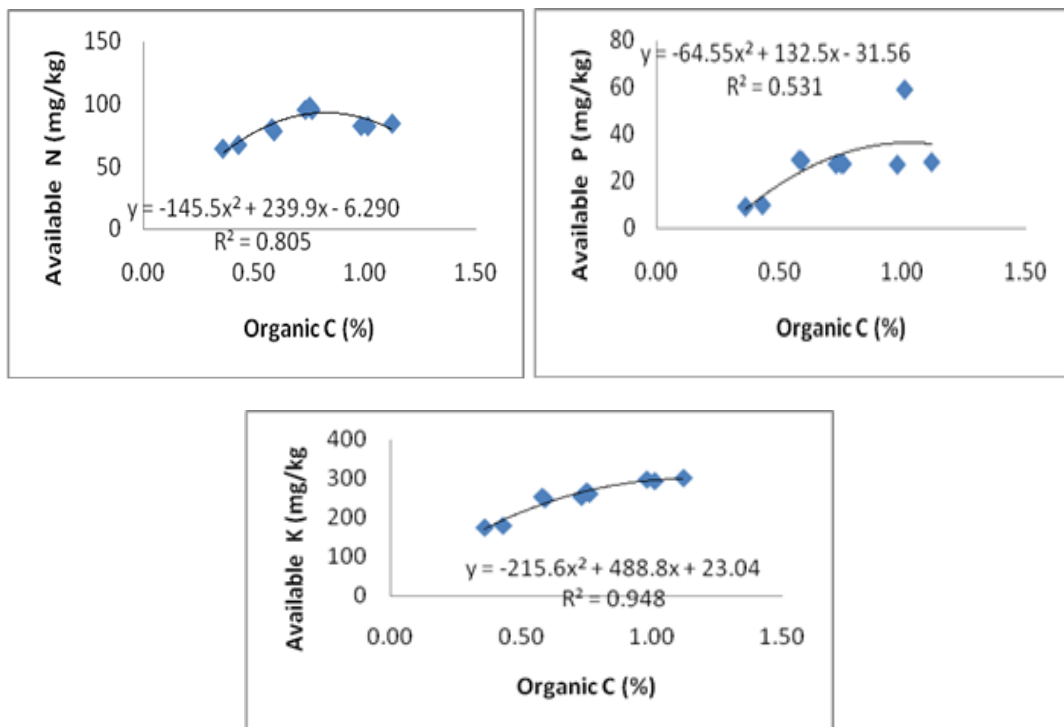 Available N (mg/kg)
150
100
50
0
y = -145.5x² + 239.9x - 6.290
R² = 0.805
0.00 0.50 1.00 1.50
Organic C (%)
Available P (mg/kg)
80
60
40
20
0
y = -64.55x² + 132.5x - 31.56
R² = 0.531
0.00 0.50 1.00 1.50
Organic C (%)
Available K (mg/kg
400
300
200
100
0
y = -215.6x² + 488.8x + 23.04
R² = 0.948
0.00 0.50 1.00 1.50
Organic C (%)